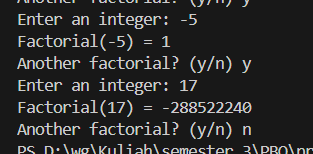 Another factorial? (y/n) y
Enter an integer: -5
Factorial(-5) = 1
Another factorial? (y/n) y
Enter an integer: 17
Factorial(17) = -288522240
Another factorial? (y/n) n
PS D:\wg\Kuliah\semester 3\PBO\pr